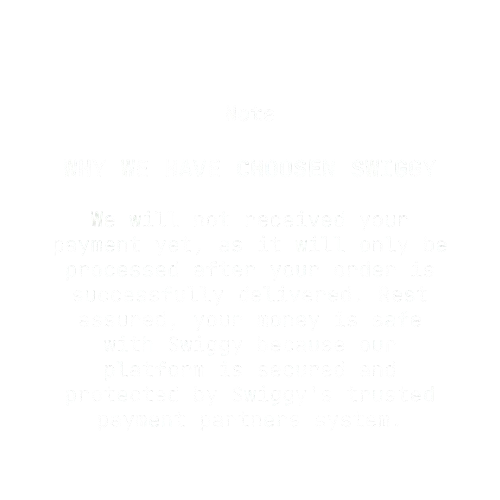 Home
WHY WE HAVE CHOOSEN SWIGGY
We will not received your
payment yet, as it will only be
processed after your order is
successfully delivered. Rest
assured, your money is safe
with Swiggy because our
platform is secured and
protected by Swiggy's trusted
payment partners system.